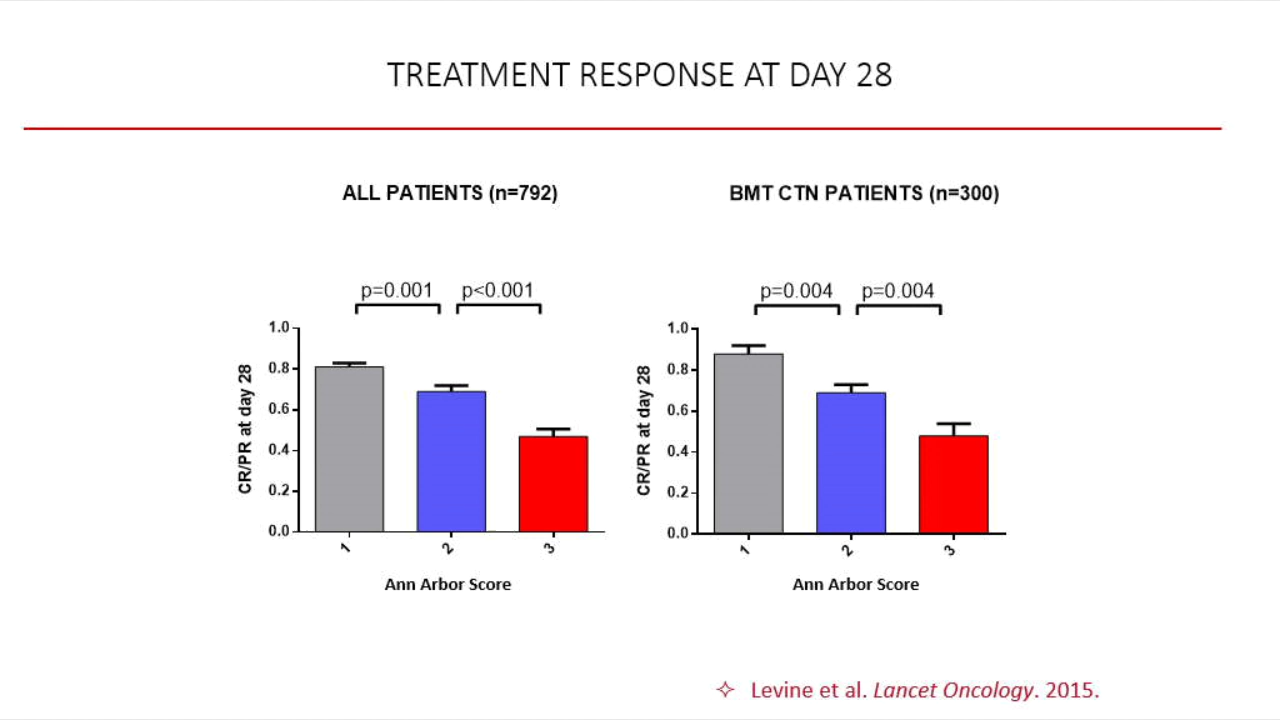 TREATMENT RESPONSE AT DAY 28
ALL PATIENTS (n=792)
p=0.001 p<0.001
CR/PR at day 28
1.0
0.8
0.6
0.4
0.2
0.0
1 2 3
Ann Arbor Score
BMT CTN PATIENTS (n=300)
p=0.004 p=0.004
CR/PR at day 28
1.0
0.8
0.6
0.4
0.2
0.0
1 2 3
Ann Arbor Score
✧ Levine et al. Lancet Oncology. 2015.